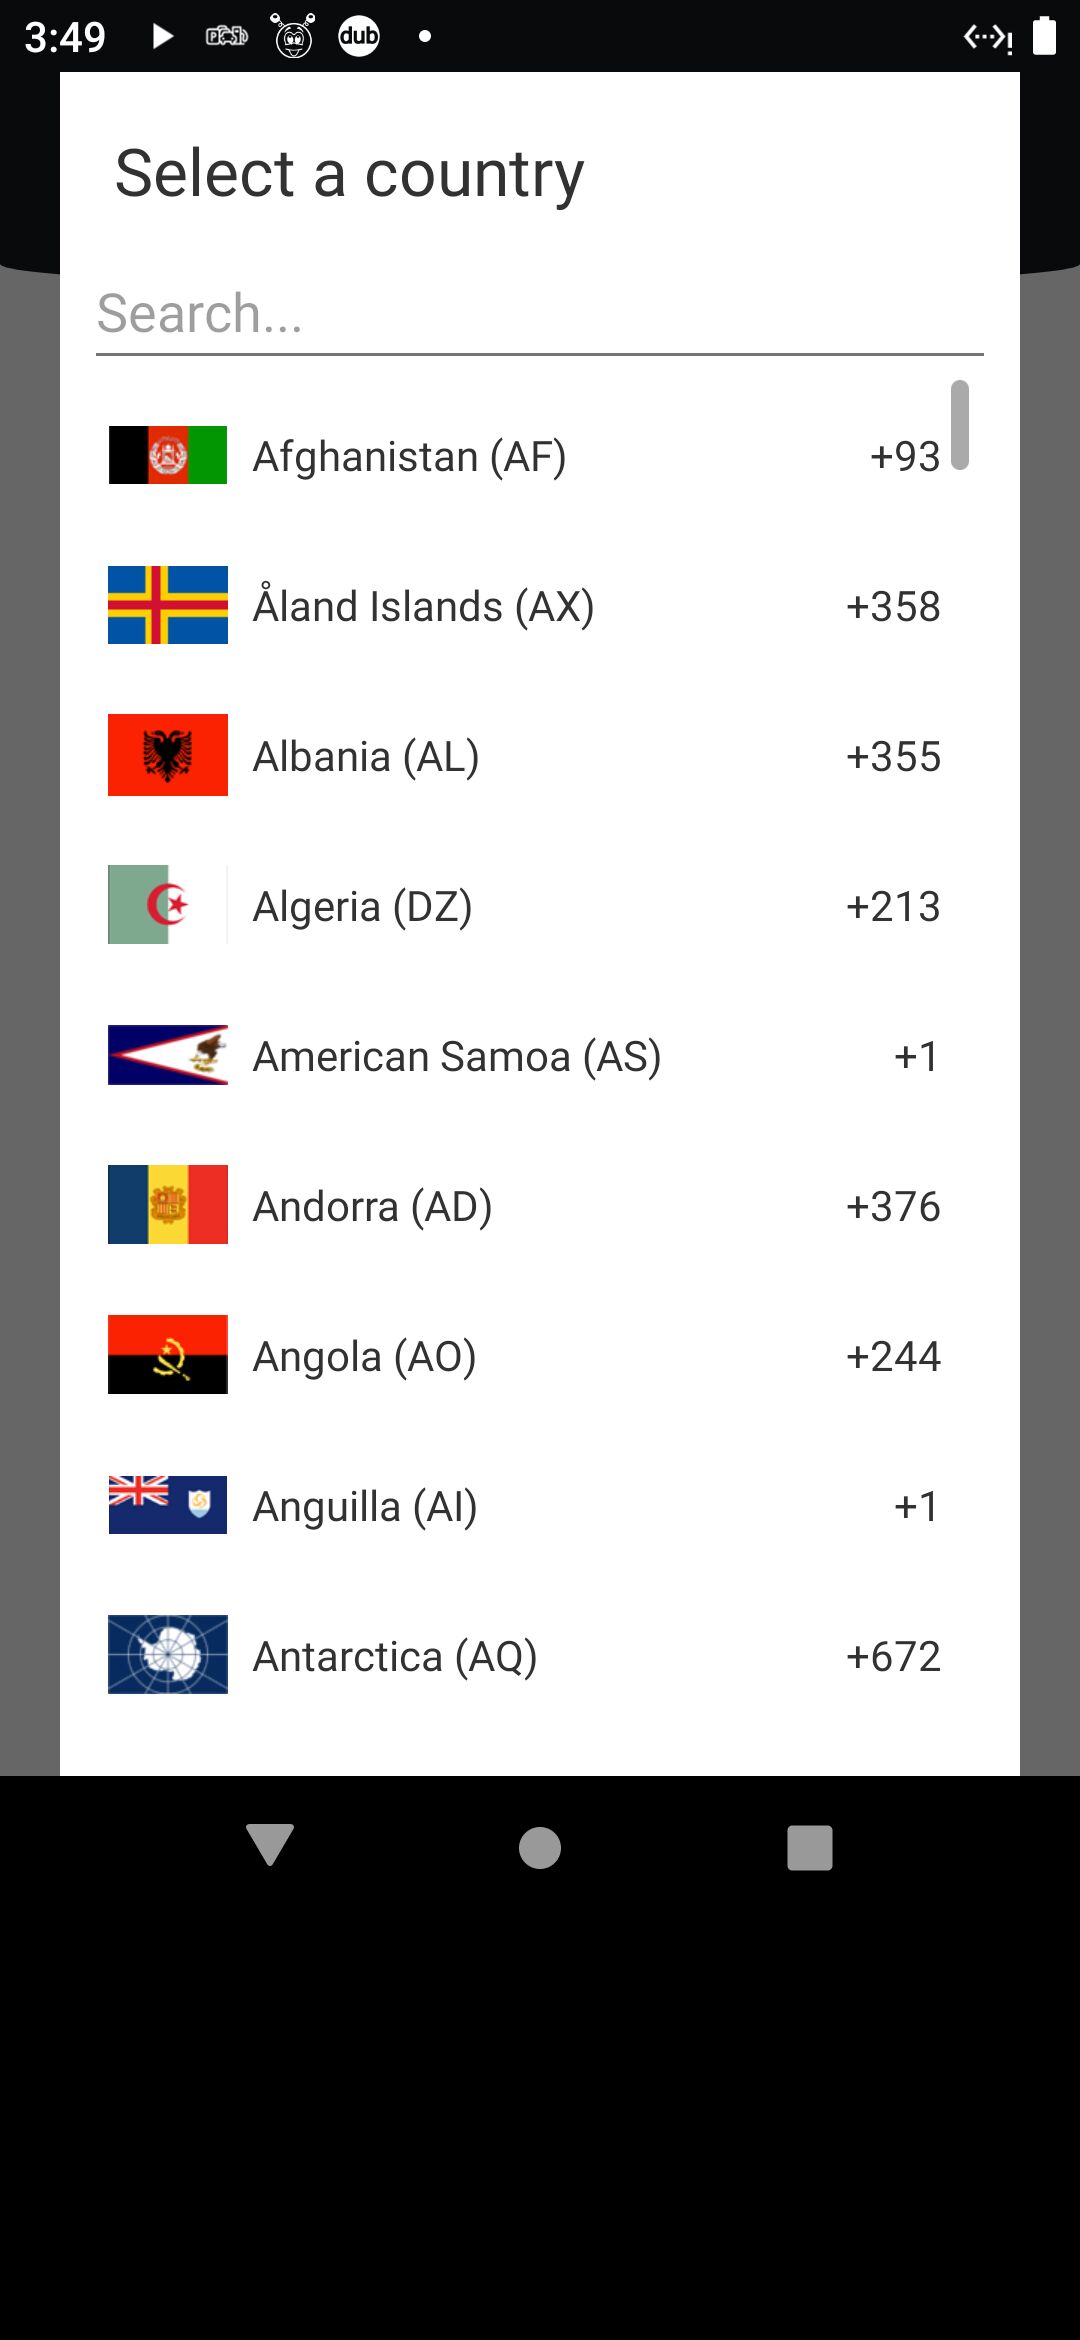 3:49
dub
Select a country
Search...
Afghanistan (AF) +93
Åland Islands (AX) +358
Albania (AL) +355
Algeria (DZ) +213
American Samoa (AS) +1
Andorra (AD) +376
Angola (AO) +244
Anguilla (AI) +1
Antarctica (AQ) +672